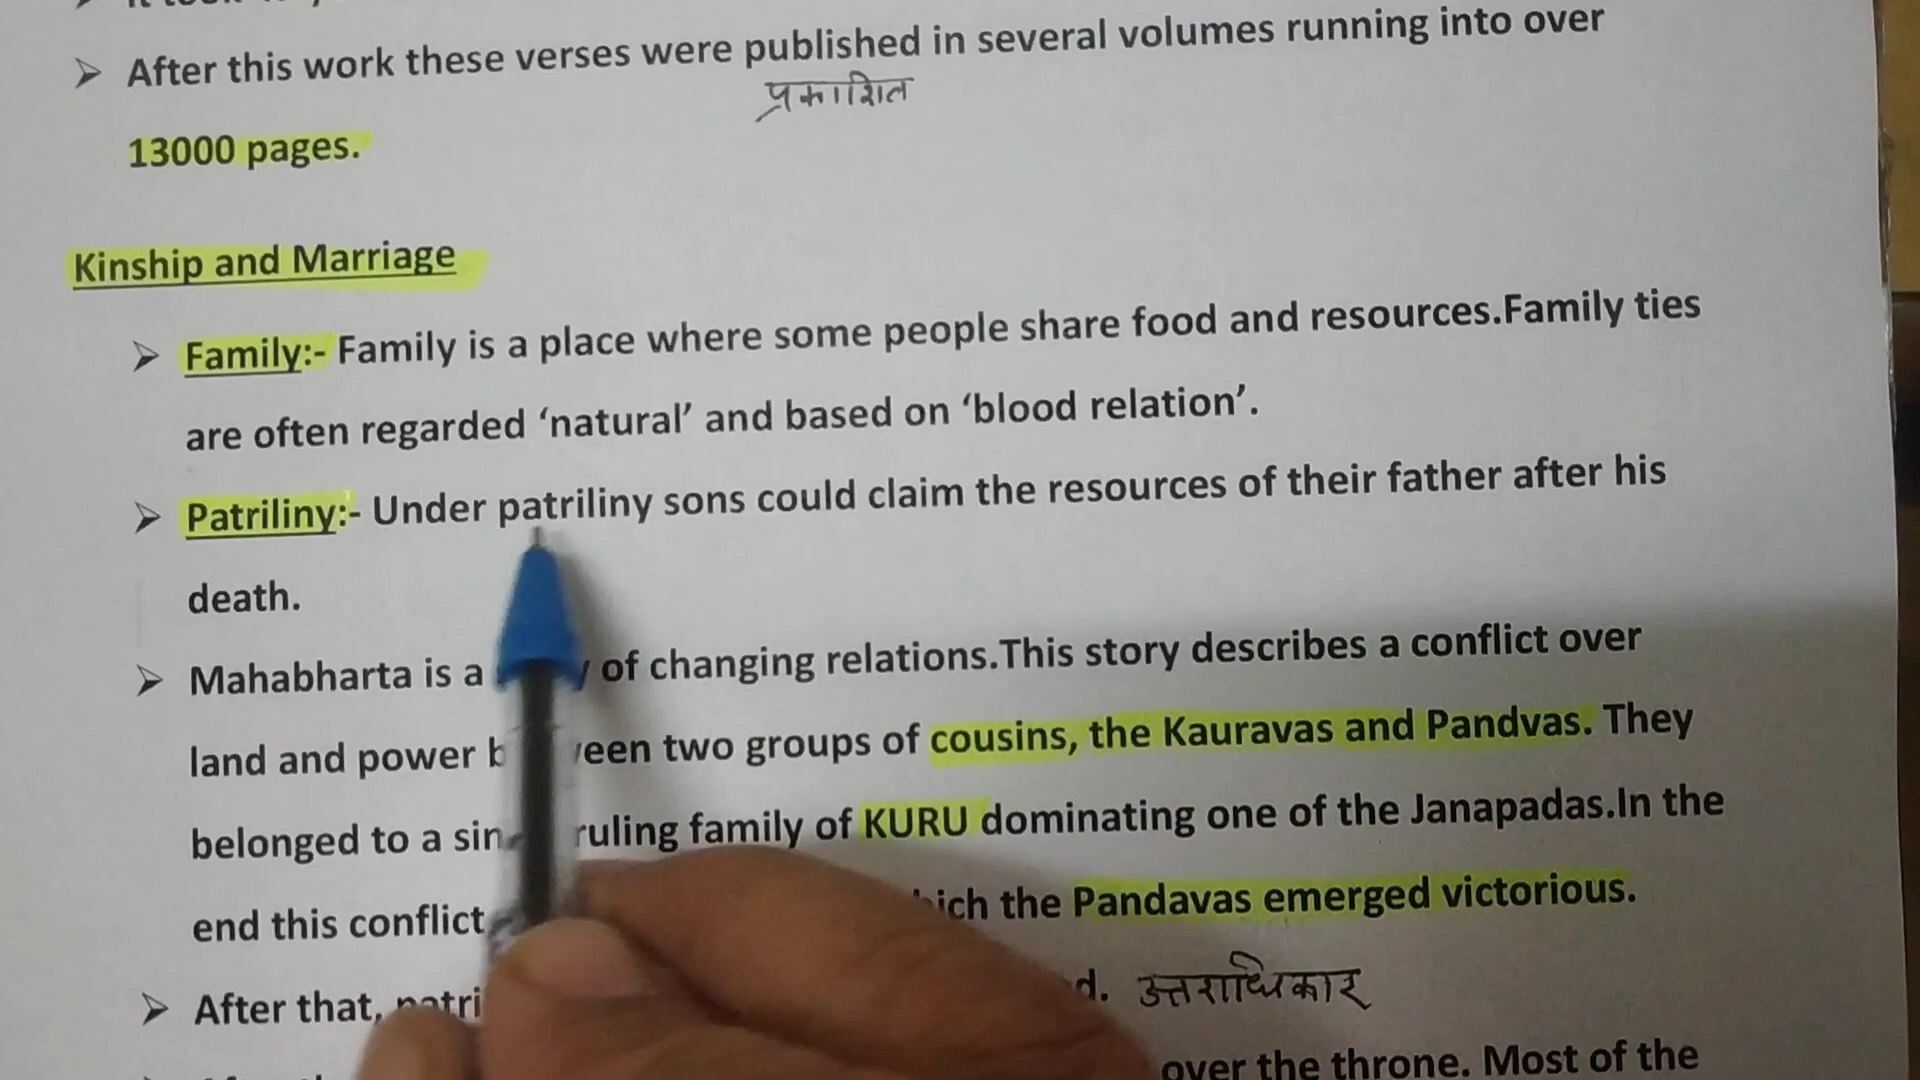 ➢ After this work these verses were published in several volumes running into over
प्रकाशित
13000 pages.
Kinship and Marriage
➢ Family:- Family is a place where some people share food and resources.Family ties
are often regarded ‘natural’ and based on ‘blood relation’.
➢ Patriliny:- Under patriliny sons could claim the resources of their father after his
death.
➢ Mahabharta is a of changing relations.This story describes a conflict over
land and power two groups of cousins, the Kauravas and Pandvas. They
belonged to a ruling family of KURU dominating one of the Janapadas.In the
end this conflict the Pandavas emerged victorious.
➢ After that, उत्तराधिकार
over the throne. Most of the